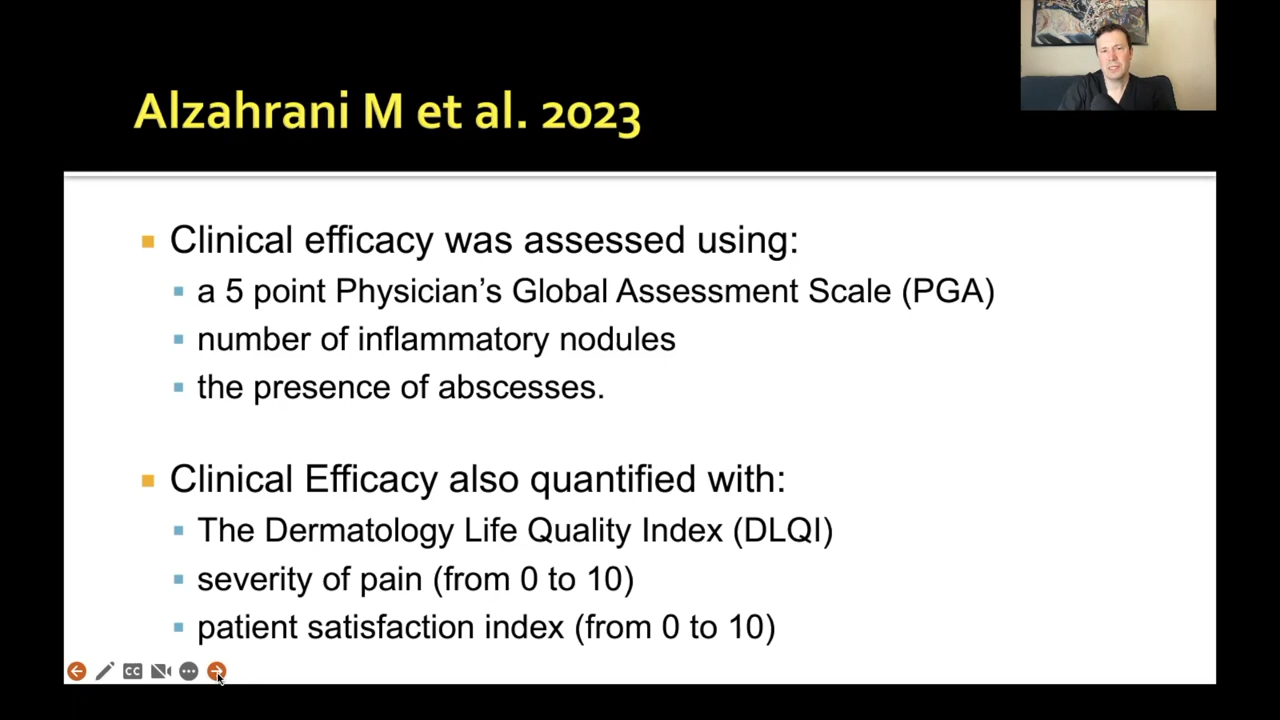 Alzahrani M et al. 2023
Clinical efficacy was assessed using:
a 5 point Physician’s Global Assessment Scale (PGA)
number of inflammatory nodules
the presence of abscesses.
Clinical Efficacy also quantified with:
The Dermatology Life Quality Index (DLQI)
severity of pain (from 0 to 10)
patient satisfaction index (from 0 to 10)
CC